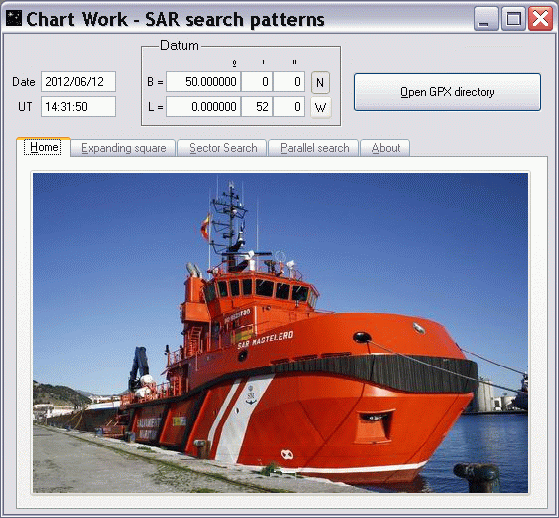 Chart Work - SAR search patterns
Datum
º ' "
Date 2012/06/12 B = 50.000000 0 0 N
Open GPX directory
UT 14:31:50 L = 0.000000 52 0 W
Home Expanding square Sector Search Parallel search About
SAR MASTELERO
SALVAMENTO